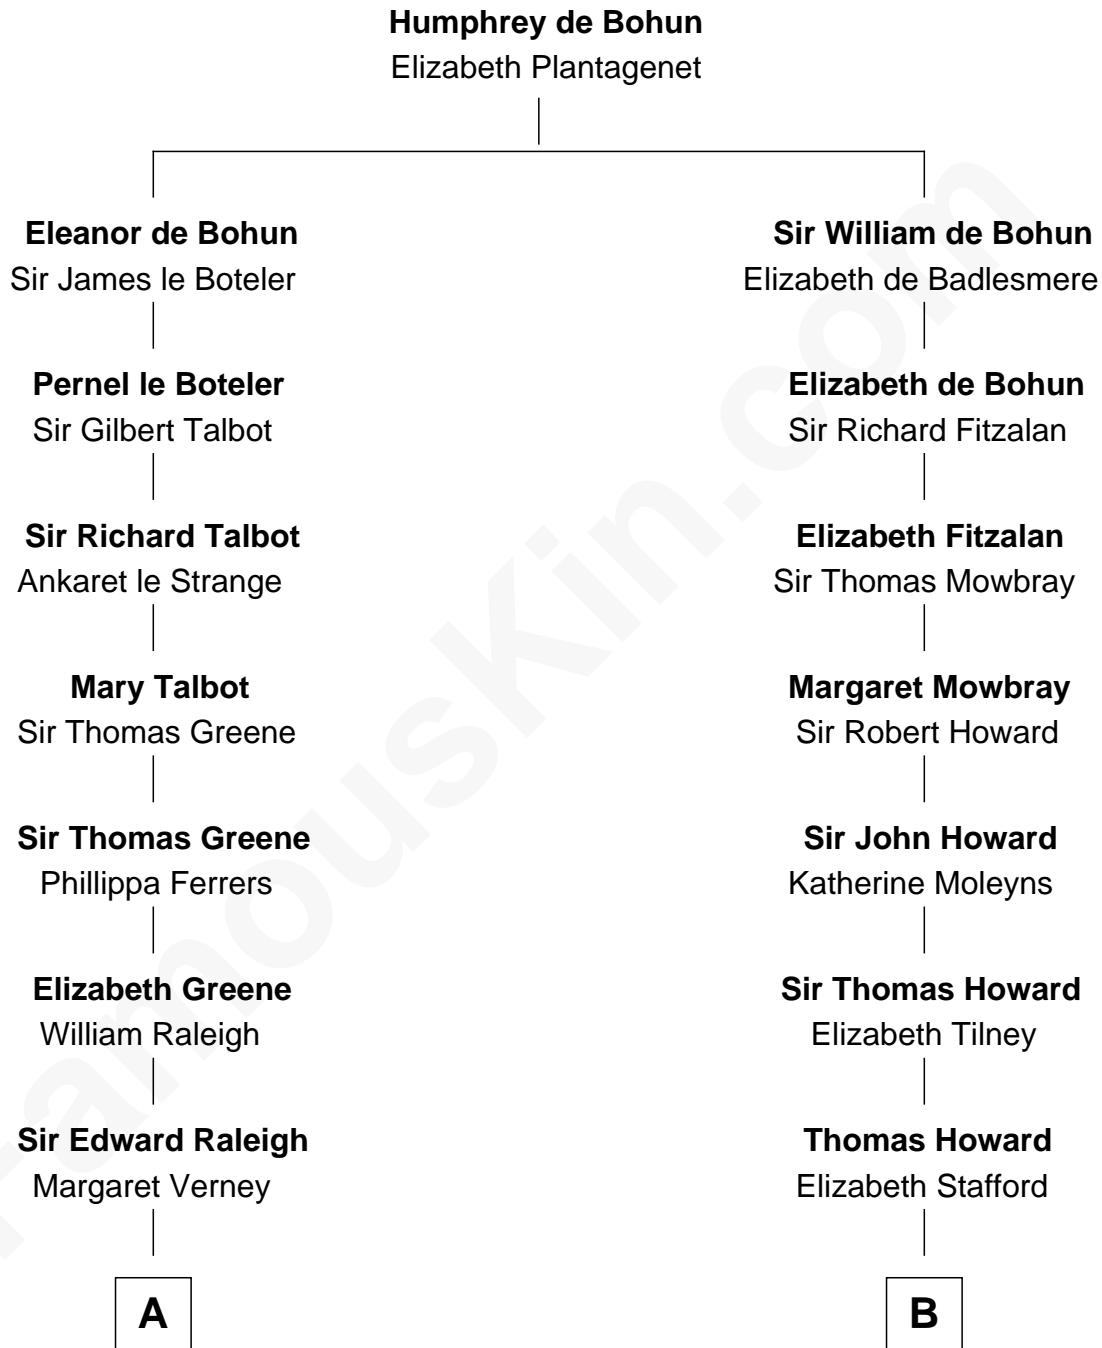 Humphrey de Bohun
Elizabeth Plantagenet
Eleanor de Bohun
Sir James le Boteler
Sir William de Bohun
Elizabeth de Badlesmere
Pernel le Boteler
Sir Gilbert Talbot
Elizabeth de Bohun
Sir Richard Fitzalan
Sir Richard Talbot
Ankaret le Strange
Elizabeth Fitzalan
Sir Thomas Mowbray
Mary Talbot
Sir Thomas Greene
Margaret Mowbray
Sir Robert Howard
Sir Thomas Greene
Phillippa Ferrers
Sir John Howard
Katherine Moleyns
Elizabeth Greene
William Raleigh
Sir Thomas Howard
Elizabeth Tilney
Sir Edward Raleigh
Margaret Verney
Thomas Howard
Elizabeth Stafford
A
B
FamousKin.com